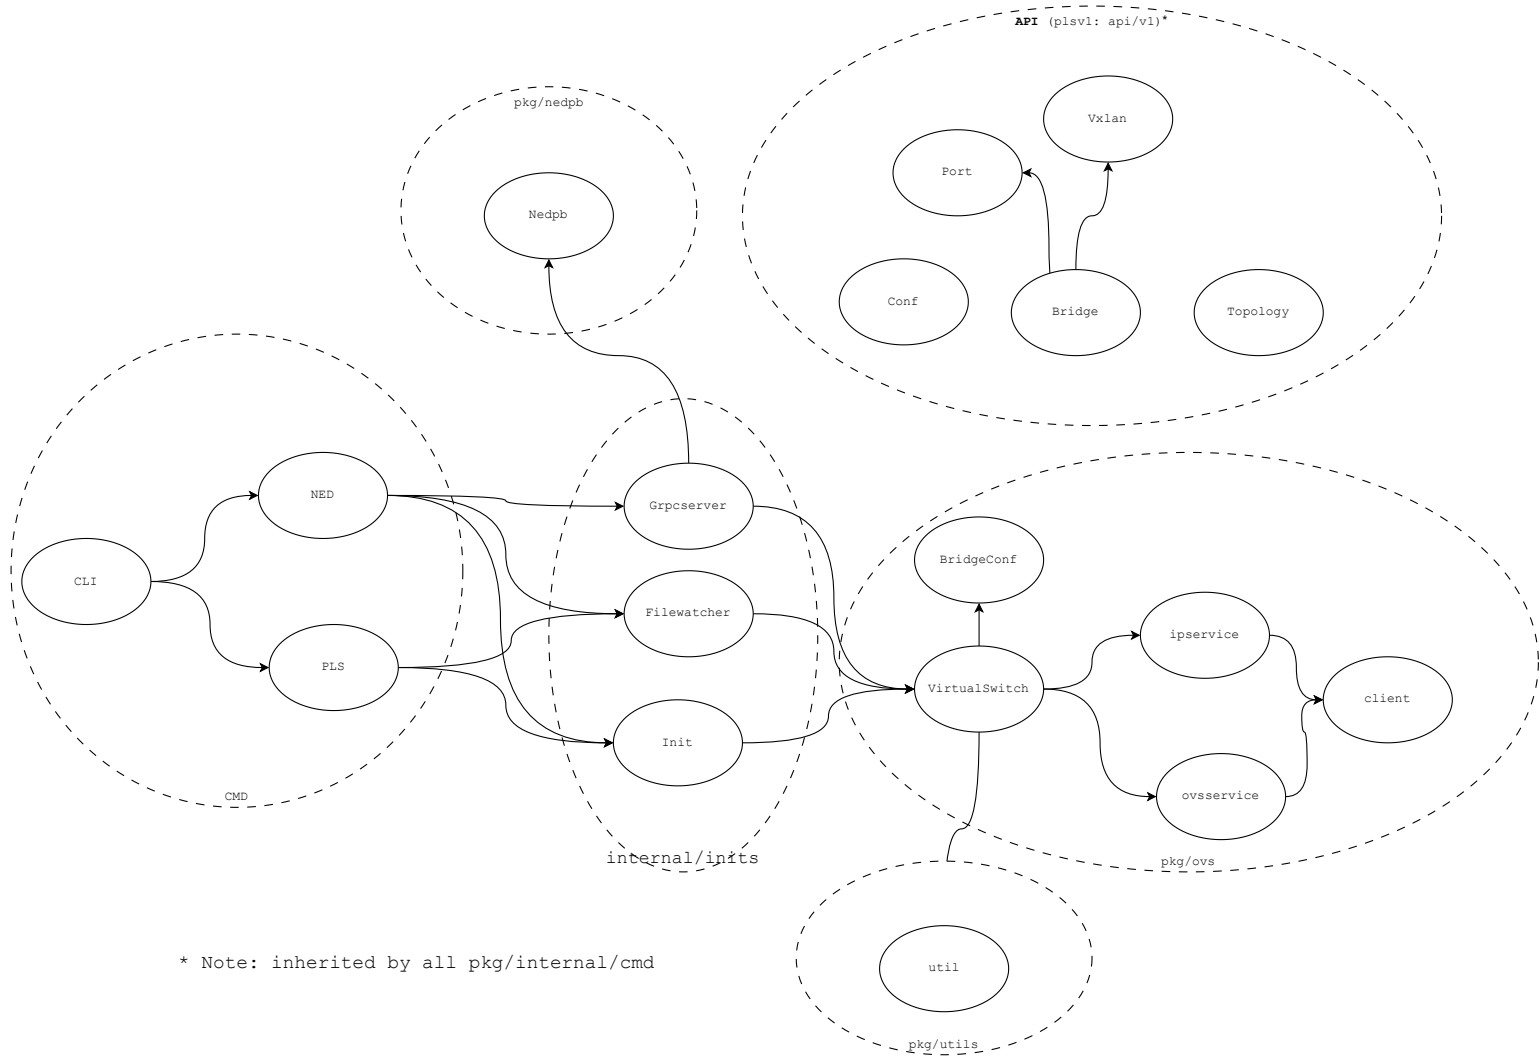 API (plsv1: api/v1)*
pkg/nedpb
Vxlan
Port
Nedpb
Conf
Bridge
Topology
NED
Grpcserver
BridgeConf
CLI
Filewatcher
ipservice
PLS
VirtualSwitch
client
Init
CMD
ovsservice
internal/inits
pkg/ovs
* Note: inherited by all pkg/internal/cmd
util
pkg/utils